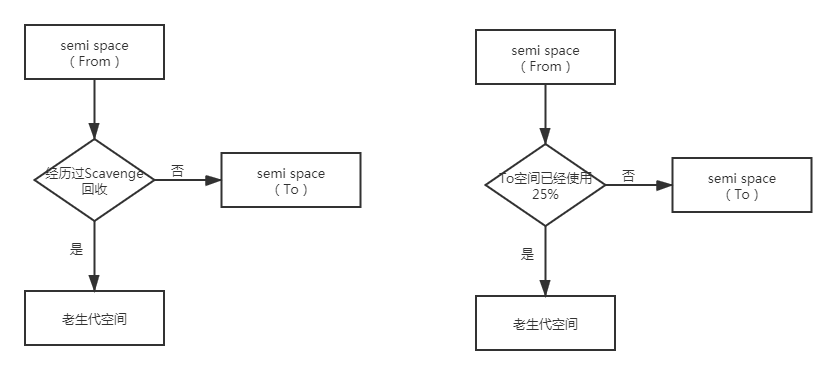 semi space
（From）
经历过Scavenge
回收
否
semi space
（To）
是
老生代空间
semi space
（From）
To空间已经使用
25%
否
semi space
（To）
是
老生代空间